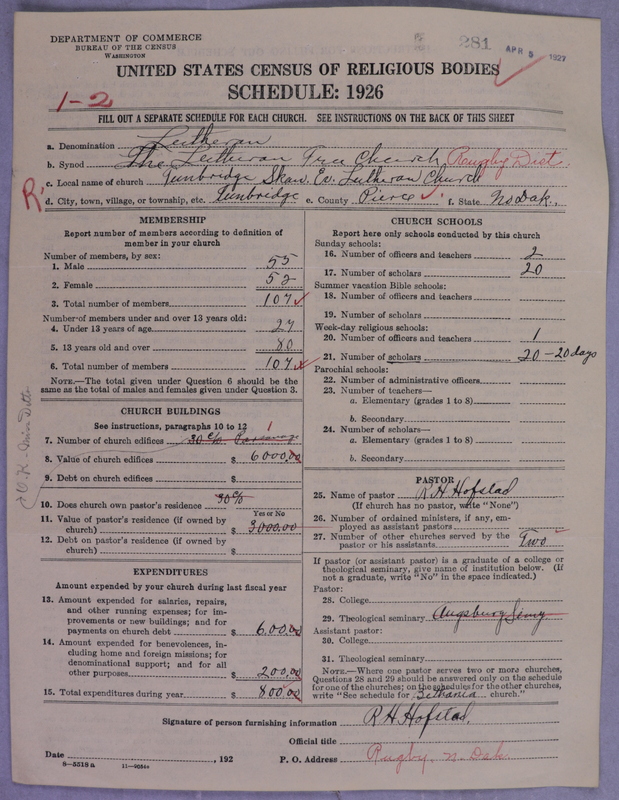 DEPARTMENT OF COMMERCE
BUREAU OF THE CENSUS
WASHINGTON
281 APR 5 1927
UNITED STATES CENSUS OF RELIGIOUS BODIES
SCHEDULE: 1926
1-2
FILL OUT A SEPARATE SCHEDULE FOR EACH CHURCH. SEE INSTRUCTIONS ON THE BACK OF THIS SHEET
a. Denomination Lutheran
b. Synod The Lutheran Free Church Rugby Dist
c. Local name of church Tunbridge Skan. Ev. Lutheran Church
R
d. City, town, village, or township, etc. Tunbridge e. County Pierce f. State No Dak.
MEMBERSHIP
Report number of members according to definition of
member in your church
Number of members, by sex:
1. Male 55
2. Female 52
3. Total number of members 107
Number of members under and over 13 years old:
4. Under 13 years of age 27
5. 13 years old and over 80
6. Total number of members 107
NOTE.—The total given under Question 6 should be
same as the total of males and females given under Question 3.
CHURCH BUILDINGS
See instructions, paragraphs 10 to 12
7. Number of church edifices 30% Parsonage 1
8. Value of church edifices $ 6000.00
9. Debt on church edifices $
10. Does church own pastor's residence 30%
Yes or No
11. Value of pastor's residence (if owned by
church) $ 3000.00
12. Debt on pastor's residence (if owned by
church) $
EXPENDITURES
Amount expended by your church during last fiscal year
13. Amount expended for salaries, repairs,
and other running expenses; for im-
provements or new buildings; and for
payments on church debt $ 600.00
14. Amount expended for benevolences, in-
cluding home and foreign missions; for
denominational support; and for all
other purposes $ 200.00
15. Total expenditures during year $ 800.00
CHURCH SCHOOLS
Report here only schools conducted by this church
Sunday schools:
16. Number of officers and teachers 2
17. Number of scholars 20
Summer vacation Bible schools:
18. Number of officers and teachers
19. Number of scholars
Week-day religious schools:
20. Number of officers and teachers 1
21. Number of scholars 20 - 20 days
Parochial schools:
22. Number of administrative officers
23. Number of teachers—
a. Elementary (grades 1 to 8)
b. Secondary
24. Number of scholars—
a. Elementary (grades 1 to 8)
b. Secondary
PASTOR
25. Name of pastor R H Hofstad
(If church has no pastor, write "None")
26. Number of ordained ministers, if any, em-
ployed as assistant pastors
27. Number of other churches served by the
pastor or his assistants Two
If pastor (or assistant pastor) is a graduate of a college or
theological seminary, give name of institution below. (If
not a graduate, write "No" in the space indicated.)
Pastor:
28. College
29. Theological seminary Augsburg Semy
Assistant pastor:
30. College
31. Theological seminary
NOTE.—Where one pastor serves two or more churches,
Questions 28 and 29 should be answered only on the schedule
for one of the churches; on the schedules for the other churches,
write "See schedule for Bethania church."
Signature of person furnishing information R H Hofstad
Official title
Date , 192 P. O. Address Rugby, N. Dak
8-5518 a